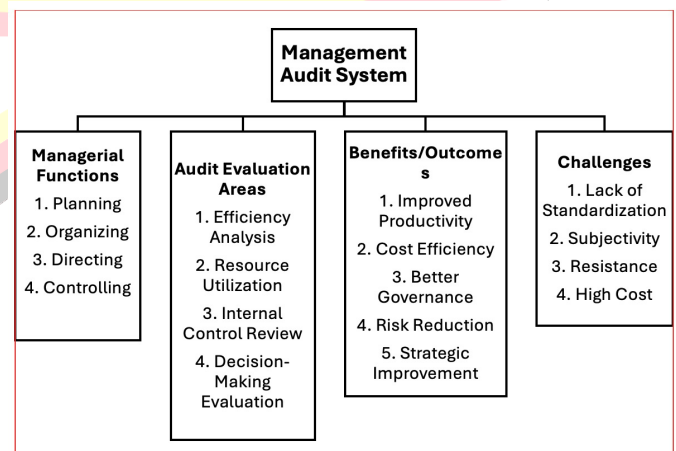 Management
Audit System
Managerial
Functions
1. Planning
2. Organizing
3. Directing
4. Controlling
Audit Evaluation
Areas
1. Efficiency
Analysis
2. Resource
Utilization
3. Internal
Control Review
4. Decision-
Making
Evaluation
Benefits/Outcome
s
1. Improved
Productivity
2. Cost Efficiency
3. Better
Governance
4. Risk Reduction
5. Strategic
Improvement
Challenges
1. Lack of
Standardization
2. Subjectivity
3. Resistance
4. High Cost